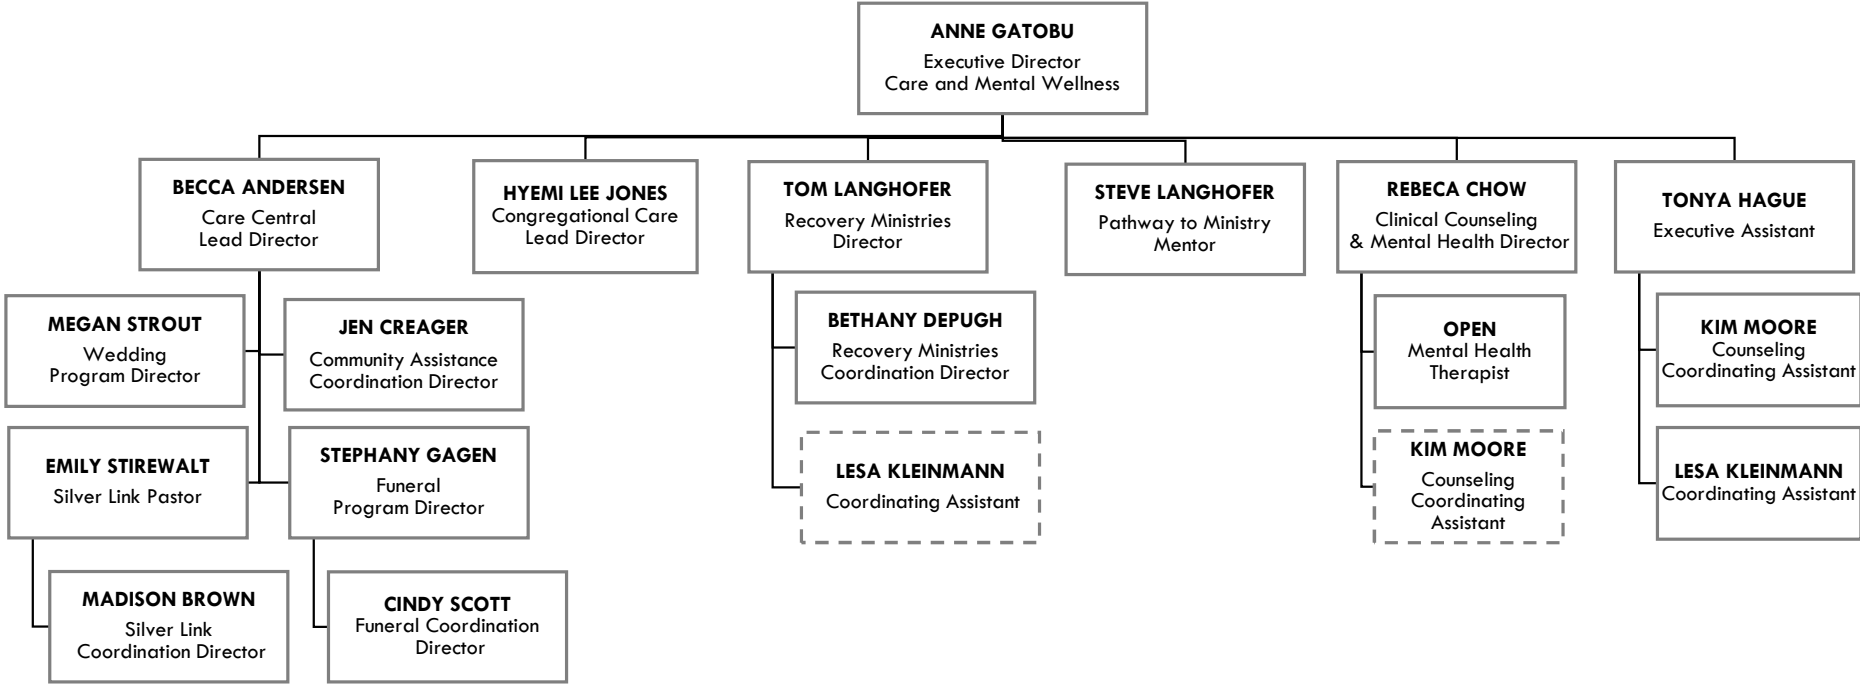 ANNE GATOBU
Executive Director
Care and Mental Wellness
BECCA ANDERSEN
Care Central
Lead Director
HYEMI LEE JONES
Congregational Care
Lead Director
TOM LANGHOFER
Recovery Ministries
Director
STEVE LANGHOFER
Pathway to Ministry
Mentor
REBECA CHOW
Clinical Counseling
& Mental Health Director
TONYA HAGUE
Executive Assistant
MEGAN STROUT
Wedding
Program Director
JEN CREAGER
Community Assistance
Coordination Director
BETHANY DEPUGH
Recovery Ministries
Coordination Director
OPEN
Mental Health
Therapist
KIM MOORE
Counseling
Coordinating Assistant
EMILY STIREWALT
Silver Link Pastor
STEPHANY GAGEN
Funeral
Program Director
LESA KLEINMANN
Coordinating Assistant
KIM MOORE
Counseling
Coordinating
Assistant
LESA KLEINMANN
Coordinating Assistant
MADISON BROWN
Silver Link
Coordination Director
CINDY SCOTT
Funeral Coordination
Director